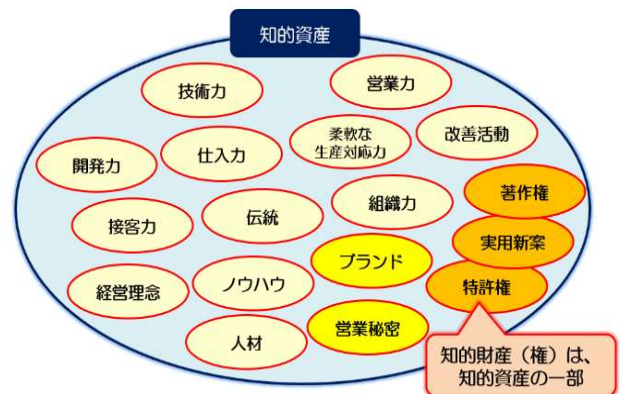 知的資産
技術力
営業力
柔軟な
生産対応力
改善活動
開発力
仕入力
著作権
接客力
伝統
組織力
実用新案
ブランド
特許権
経営理念
ノウハウ
営業秘密
人材
知的財産（権）は、
知的資産の一部